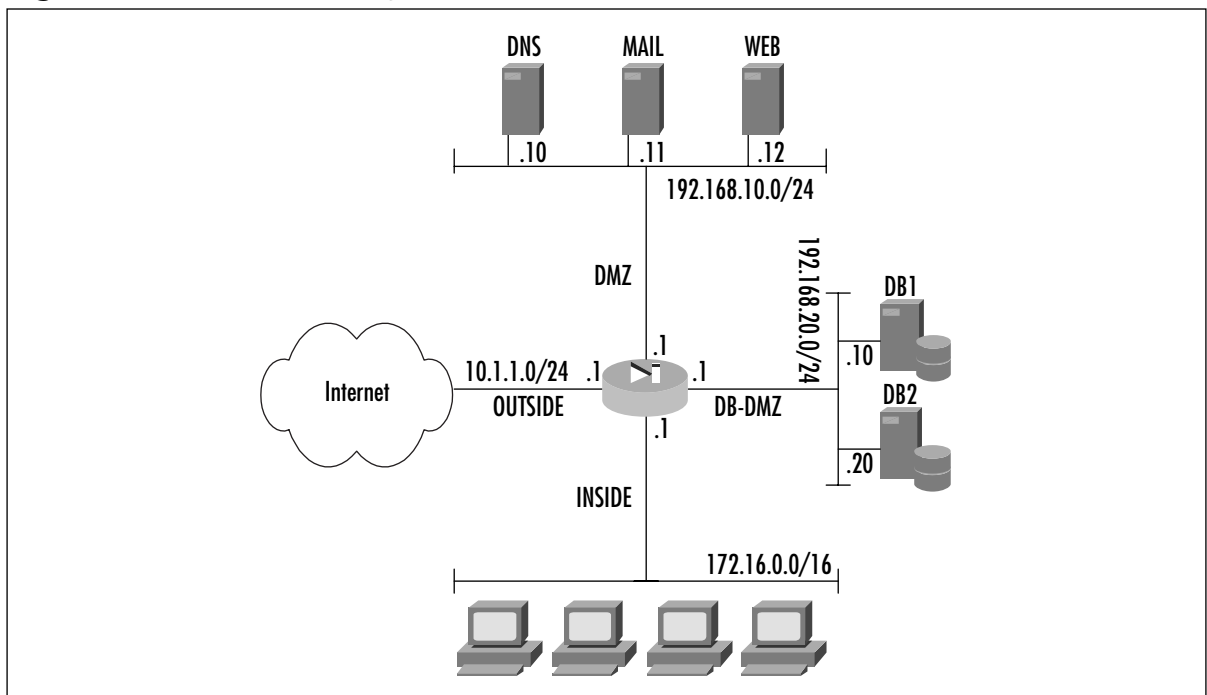 DNS MAIL WEB
.10 .11 .12
192.168.10.0/24
DMZ
192.168.20.0/24
DB1
.10
DB2
.20
.1
10.1.1.0/24 .1 .1
Internet
OUTSIDE DB-DMZ
.1
INSIDE
172.16.0.0/16